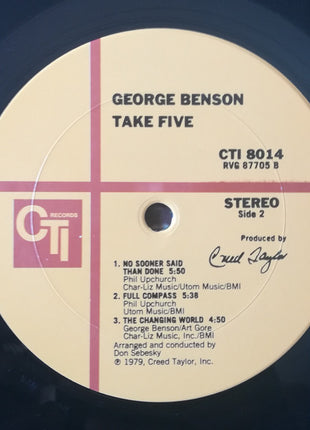 GEORGE BENSON
TAKE FIVE
CTI 8014
RVG 87705 B
RECORDS
CTI
STEREO
Side 2
Produced by
Creed Taylor
1. NO SOONER SAID
THAN DONE 5:50
Phil Upchurch
Char-Liz Music/Utom Music/BMI
2. FULL COMPASS 5:38
Phil Upchurch
Utom Music/BMI
3. THE CHANGING WORLD 4:50
George Benson/Art Gore
Char-Liz Music, Inc./BMI
Arranged and conducted by
Don Sebesky
℗ 1979, Creed Taylor, Inc.